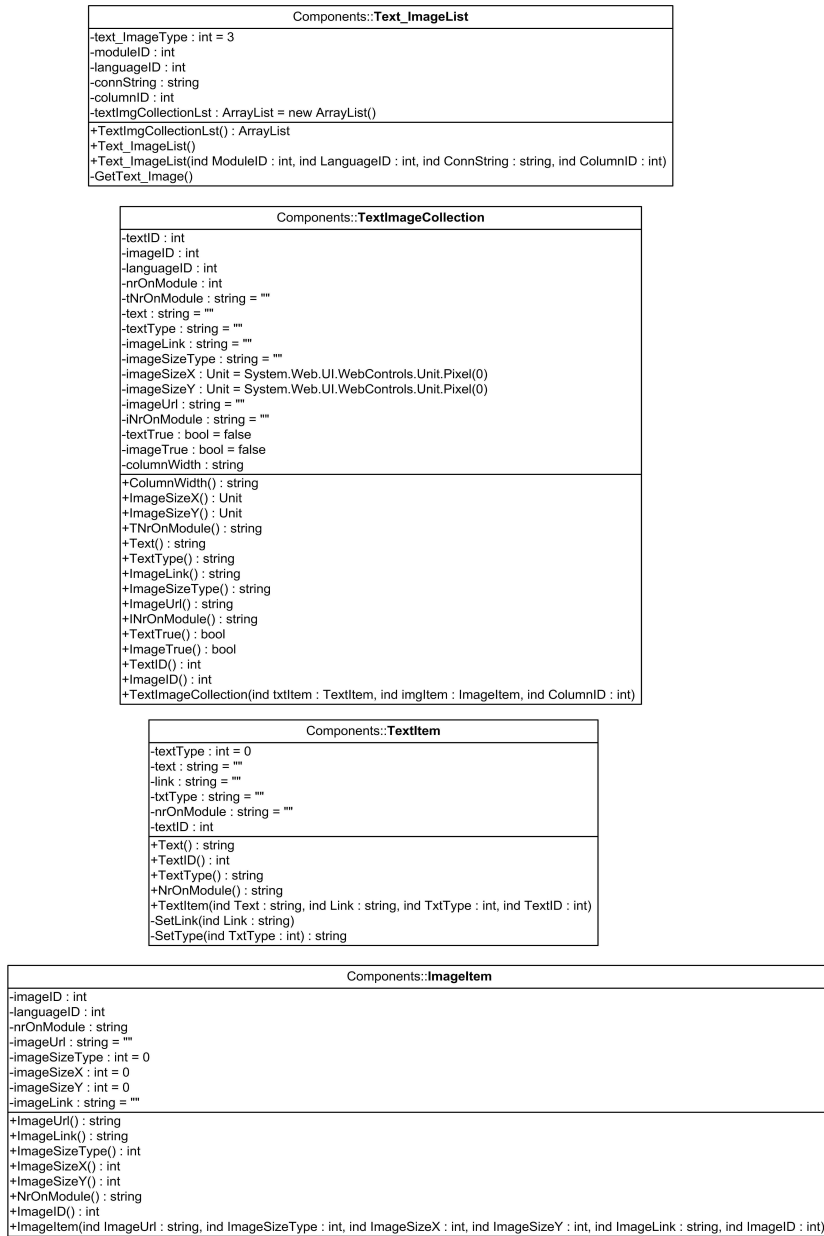 Components::Text_ImageList
-text_ImageType : int = 3
-moduleID : int
-languageID : int
-connString : string
-columnID : int
-textImgCollectionLst : ArrayList = new ArrayList()
+TextImgCollectionLst() : ArrayList
+Text_ImageList()
+Text_ImageList(ind ModuleID : int, ind LanguageID : int, ind ConnString : string, ind ColumnID : int)
-GetText_Image()
Components::TextImageCollection
-textID : int
-imageID : int
-languageID : int
-nrOnModule : int
-tNrOnModule : string = ""
-text : string = ""
-textType : string = ""
-imageLink : string = ""
-imageSizeType : string = ""
-imageSizeX : Unit = System.Web.UI.WebControls.Unit.Pixel(0)
-imageSizeY : Unit = System.Web.UI.WebControls.Unit.Pixel(0)
-imageUrl : string = ""
-iNrOnModule : string = ""
-textTrue : bool = false
-imageTrue : bool = false
-columnWidth : string
+ColumnWidth() : string
+ImageSizeX() : Unit
+ImageSizeY() : Unit
+TNrOnModule() : string
+Text() : string
+TextType() : string
+ImageLink() : string
+ImageSizeType() : string
+ImageUrl() : string
+INrOnModule() : string
+TextTrue() : bool
+ImageTrue() : bool
+TextID() : int
+ImageID() : int
+TextImageCollection(ind txtItem : TextItem, ind imgItem : ImageItem, ind ColumnID : int)
Components::TextItem
-textType : int = 0
-text : string = ""
-link : string = ""
-txtType : string = ""
-nrOnModule : string = ""
-textID : int
+Text() : string
+TextID() : int
+TextType() : string
+NrOnModule() : string
+TextItem(ind Text : string, ind Link : string, ind TxtType : int, ind TextID : int)
-SetLink(ind Link : string)
-SetType(ind TxtType : int) : string
Components::ImageItem
-imageID : int
-languageID : int
-nrOnModule : string
-imageUrl : string = ""
-imageSizeType : int = 0
-imageSizeX : int = 0
-imageSizeY : int = 0
-imageLink : string = ""
+ImageUrl() : string
+ImageLink() : string
+ImageSizeType() : int
+ImageSizeX() : int
+ImageSizeY() : int
+NrOnModule() : string
+ImageID() : int
+ImageItem(ind ImageUrl : string, ind ImageSizeType : int, ind ImageSizeX : int, ind ImageSizeY : int, ind ImageLink : string, ind ImageID : int)